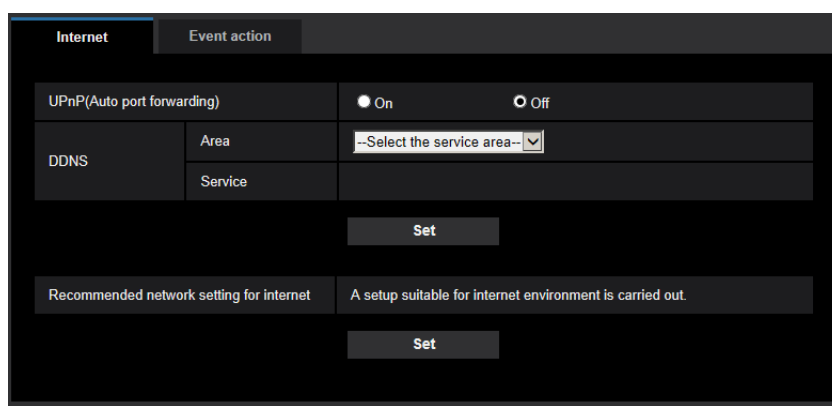 Internet Event action
UPnP(Auto port forwarding) On Off
DDNS
Area --Select the service area--
Service
Set
Recommended network setting for internet A setup suitable for internet environment is carried out.
Set